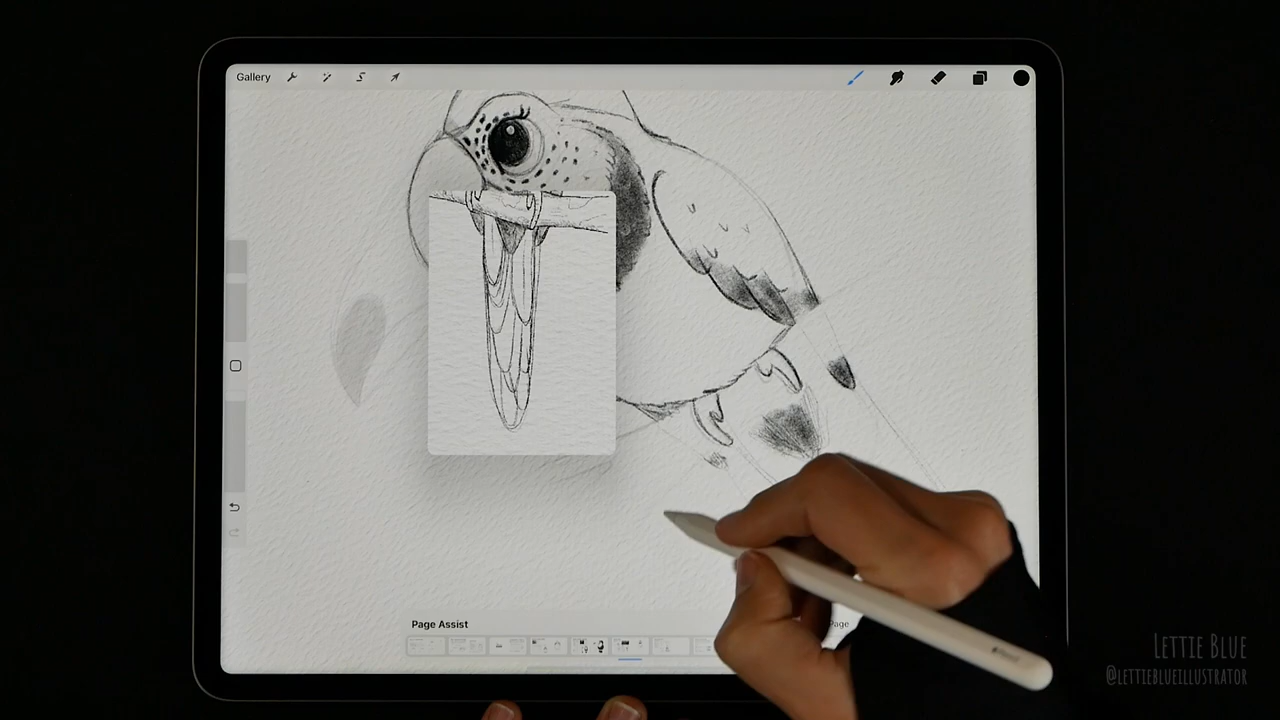 Gallery
Page Assist
Page
LETTIE BLUE
@LETTIEBLUEILLUSTRATOR